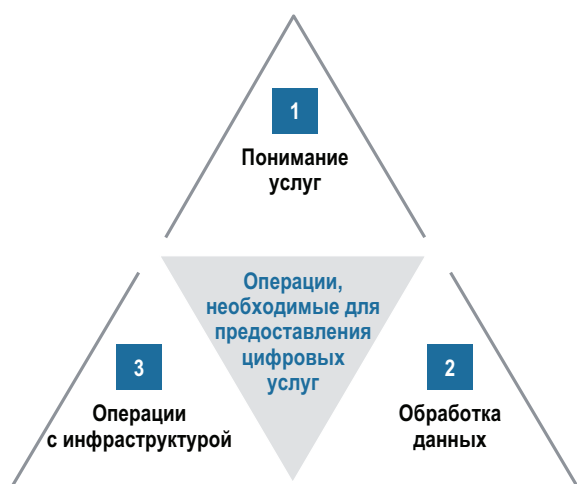 1
Понимание
услуг
Операции,
необходимые для
предоставления
цифровых
услуг
3
Операции
с инфраструктурой
2
Обработка
данных